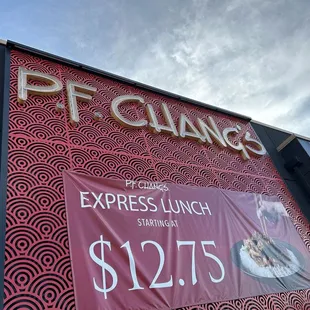 P.F. CHANG'S
P.F. CHANG'S
EXPRESS LUNCH
STARTING AT
$12.75